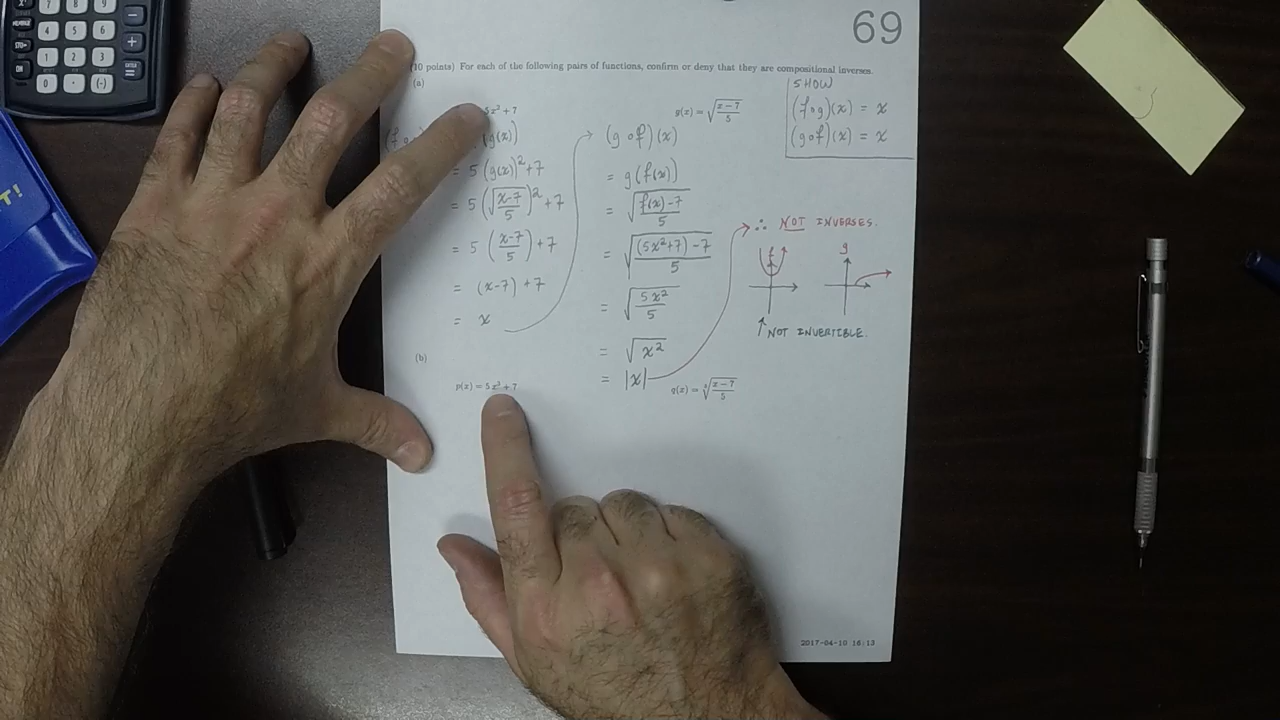 69
10 points) For each of the following pairs of functions, confirm or deny that they are compositional inverses.
(a)
5x² + 7
g(x) = √((x − 7)/5)
SHOW
(f∘g)(x) = x
(g∘f)(x) = x
(g(x))
= 5 (g(x))² + 7
= 5 (√((x-7)/5))² + 7
= 5 ((x-7)/5) + 7
= (x-7) + 7
= x
(g∘f)(x)
= g(f(x))
= √((f(x)-7)/5)
= √(((5x²+7) -7)/5)
= √(5x²/5)
= √x²
= |x|
∴ NOT INVERSES.
f
g
↑ NOT INVERTIBLE.
(b)
p(x) = 5x³ + 7
q(x) = ∛((x − 7)/5)
2017-04-10 16:13